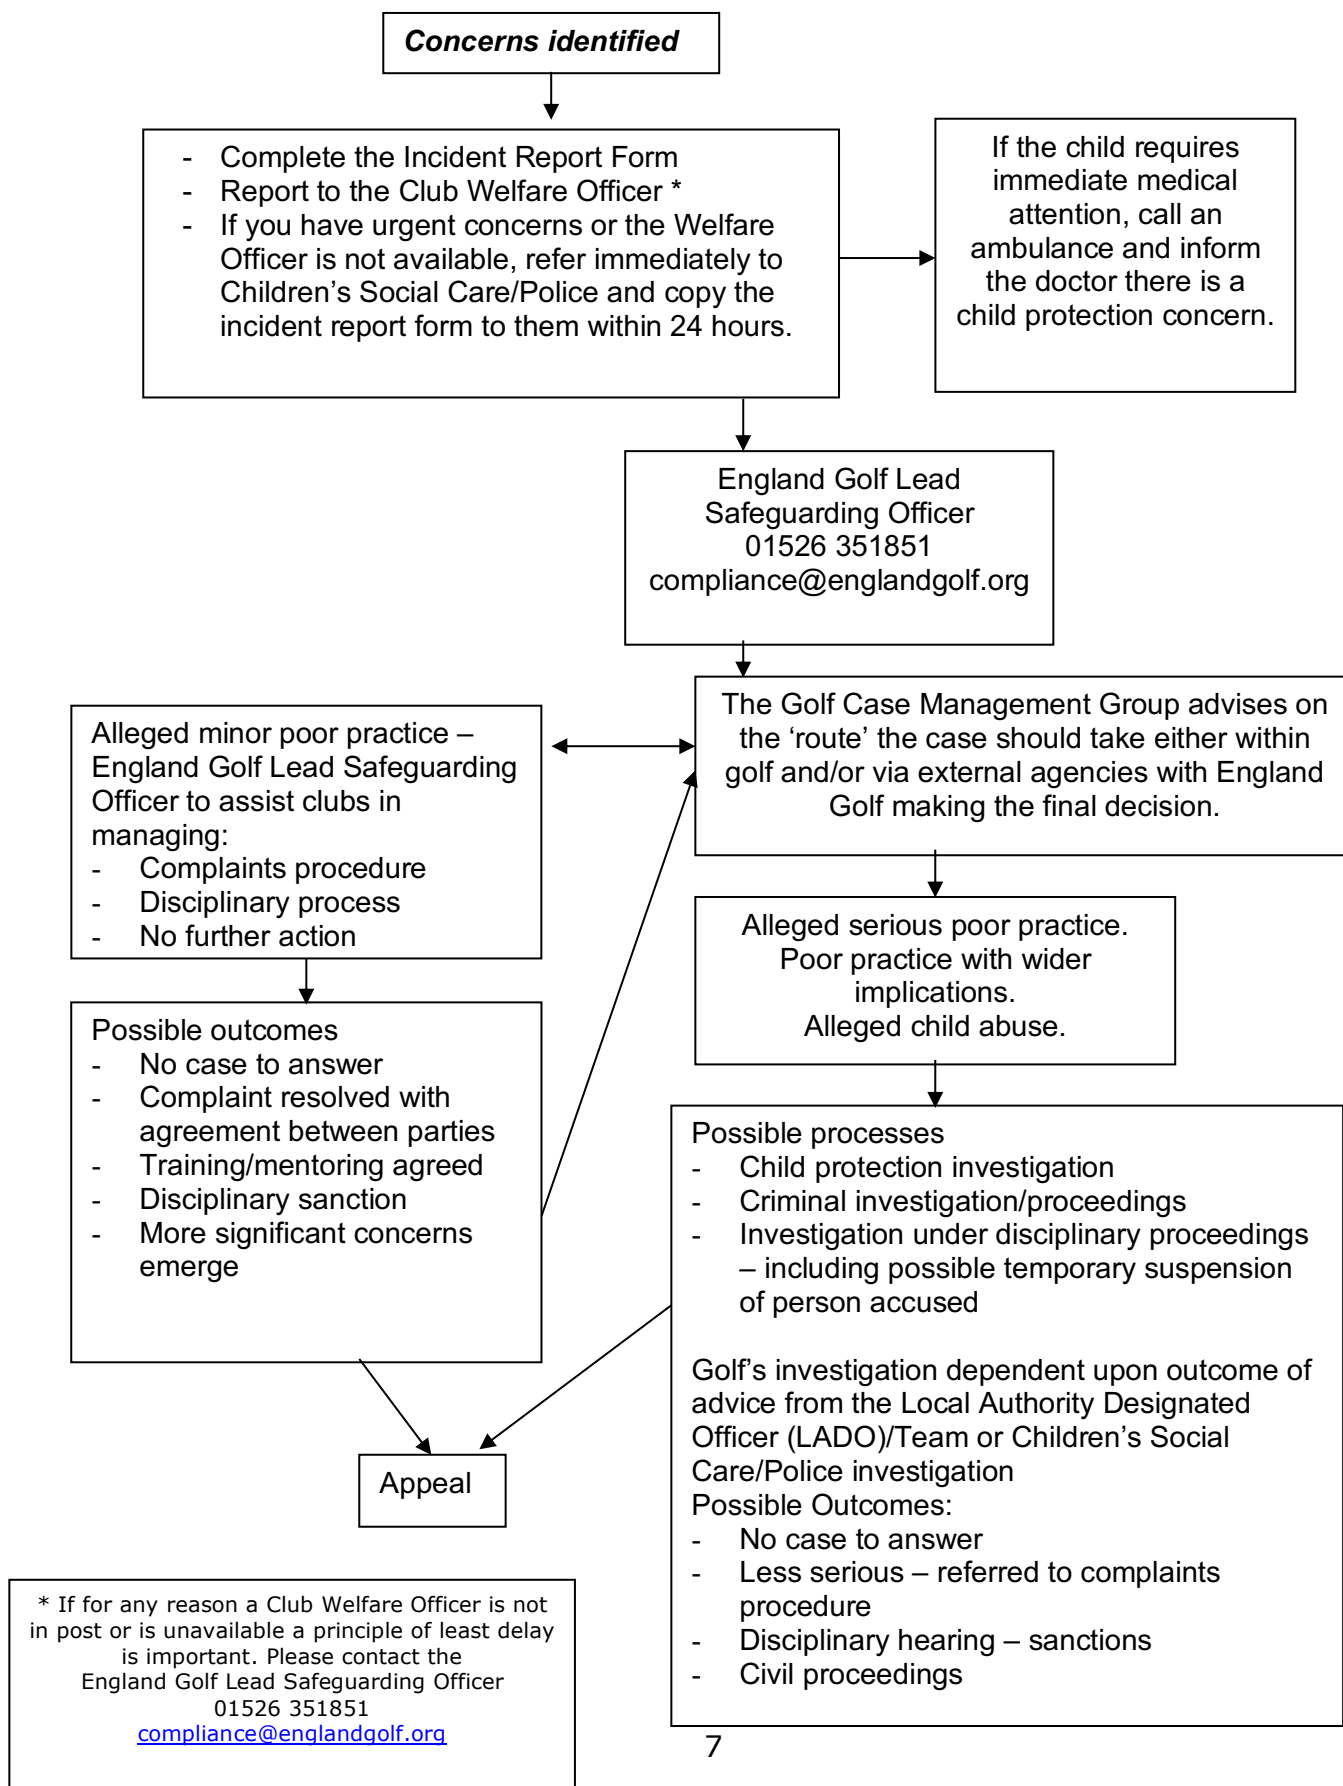 Concerns identified
- Complete the Incident Report Form
- Report to the Club Welfare Officer *
- If you have urgent concerns or the Welfare
Officer is not available, refer immediately to
Children’s Social Care/Police and copy the
incident report form to them within 24 hours.
If the child requires
immediate medical
attention, call an
ambulance and inform
the doctor there is a
child protection concern.
England Golf Lead
Safeguarding Officer
01526 351851
compliance@englandgolf.org
The Golf Case Management Group advises on
the ‘route’ the case should take either within
golf and/or via external agencies with England
Golf making the final decision.
Alleged minor poor practice –
England Golf Lead Safeguarding
Officer to assist clubs in
managing:
- Complaints procedure
- Disciplinary process
- No further action
Alleged serious poor practice.
Poor practice with wider
implications.
Alleged child abuse.
Possible outcomes
- No case to answer
- Complaint resolved with
agreement between parties
- Training/mentoring agreed
- Disciplinary sanction
- More significant concerns
emerge
Possible processes
- Child protection investigation
- Criminal investigation/proceedings
- Investigation under disciplinary proceedings
– including possible temporary suspension
of person accused
Golf’s investigation dependent upon outcome of
advice from the Local Authority Designated
Officer (LADO)/Team or Children’s Social
Care/Police investigation
Possible Outcomes:
- No case to answer
- Less serious – referred to complaints
procedure
- Disciplinary hearing – sanctions
- Civil proceedings
Appeal
* If for any reason a Club Welfare Officer is not
in post or is unavailable a principle of least delay
is important. Please contact the
England Golf Lead Safeguarding Officer
01526 351851
compliance@englandgolf.org
7